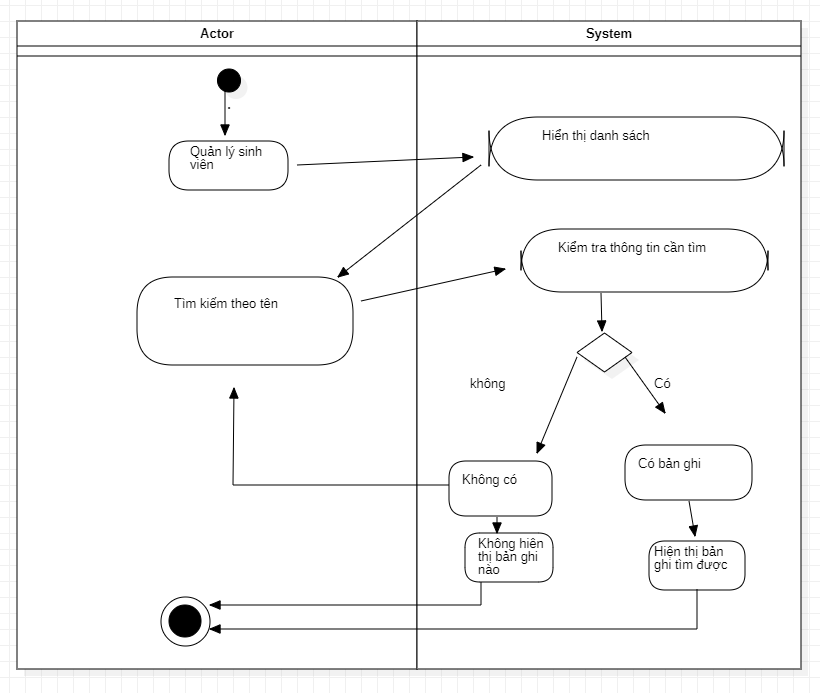 Actor
System
Quản lý sinh
viên
Hiển thị danh sách
Kiểm tra thông tin cần tìm
Tìm kiếm theo tên
không
Có
Không có
Có bản ghi
Không hiên
thị bản ghi
nào
Hiện thị bản
ghi tìm được